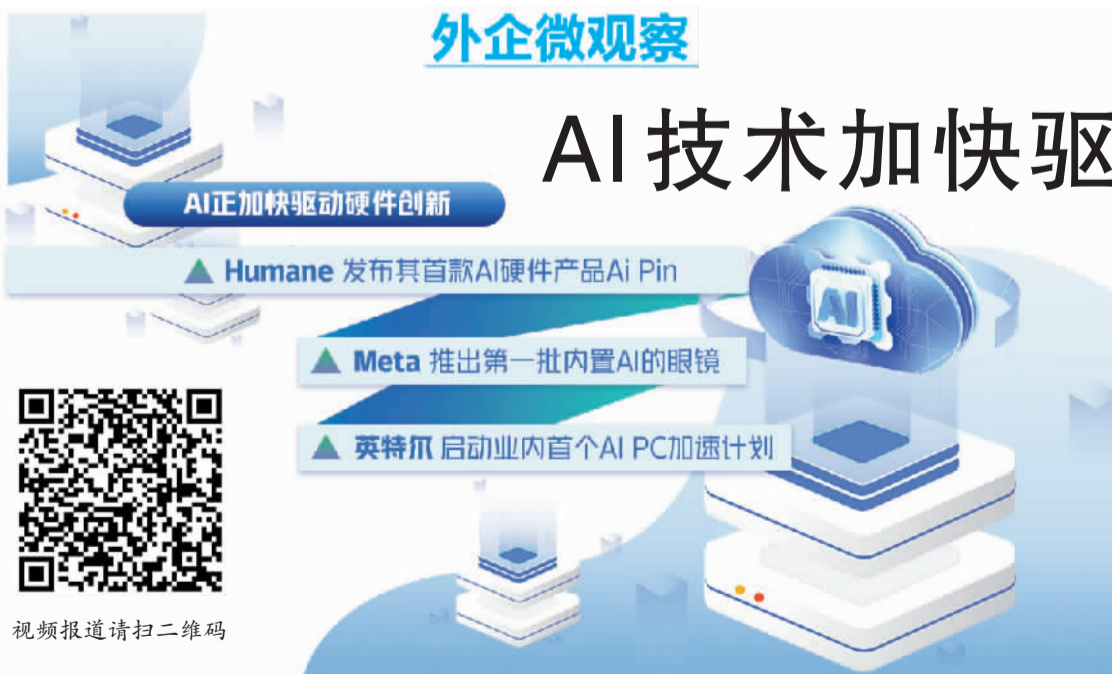 外企微观察
AI技术加快驱
AI正加快驱动硬件创新
▲ Humane 发布其首款AI硬件产品Ai Pin
▲ Meta 推出第一批内置AI的眼镜
▲ 英特尔 启动业内首个AI PC加速计划
AI
视频报道请扫二维码